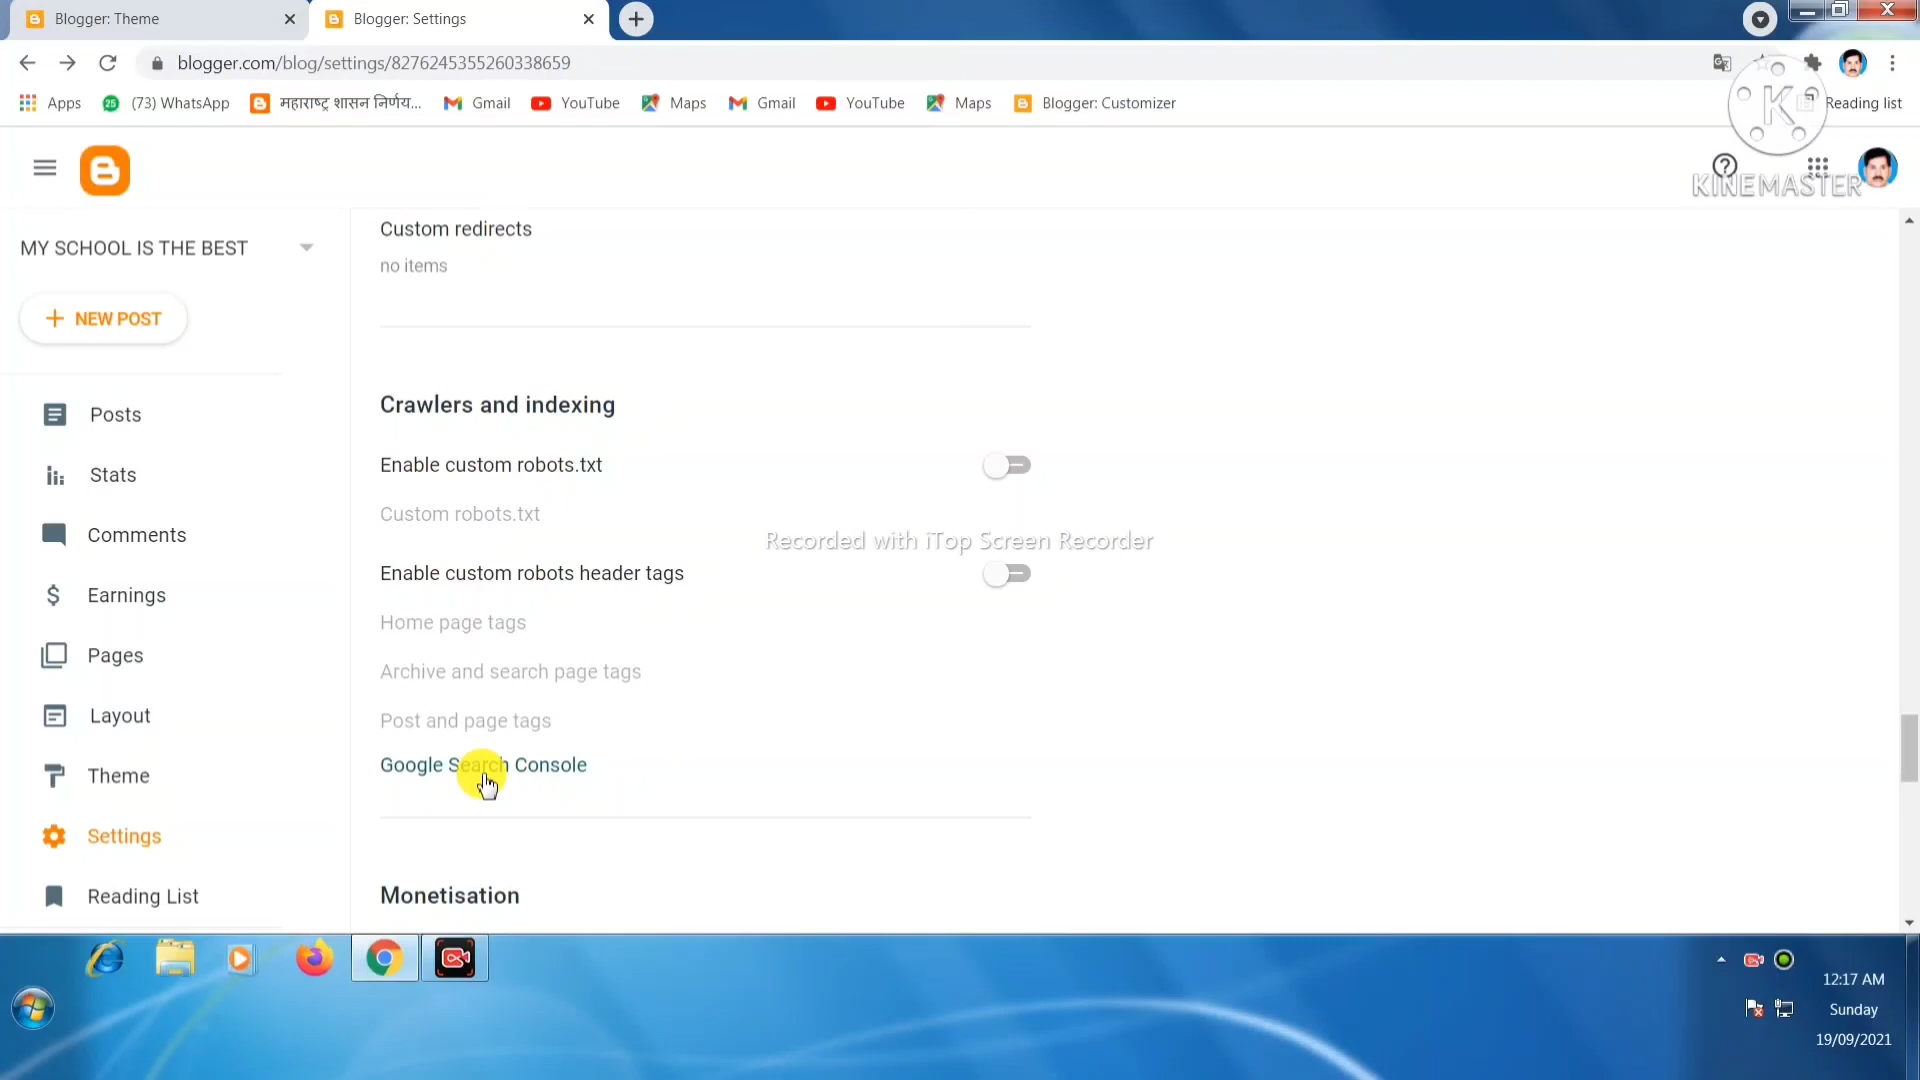 Blogger: Theme
Blogger: Settings
blogger.com/blog/settings/8276245355260338659
Apps
25
(73) WhatsApp
महाराष्ट्र शासन निर्णय...
Gmail
YouTube
Maps
Gmail
YouTube
Maps
Blogger: Customizer
Reading list
K
KINEMASTER
MY SCHOOL IS THE BEST
NEW POST
Posts
Stats
Comments
Earnings
Pages
Layout
Theme
Settings
Reading List
Custom redirects
no items
Crawlers and indexing
Enable custom robots.txt
Custom robots.txt
Recorded with iTop Screen Recorder
Enable custom robots header tags
Home page tags
Archive and search page tags
Post and page tags
Google Search Console
Monetisation
12:17 AM
Sunday
19/09/2021